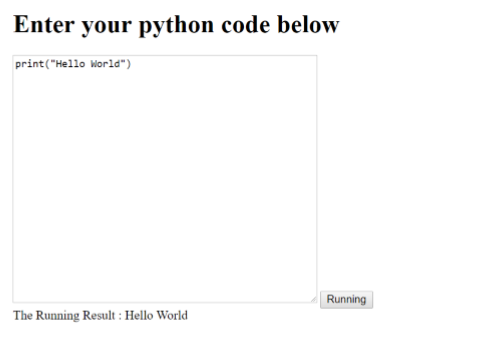 Enter your python code below
print("Hello World")
Running
The Running Result : Hello World